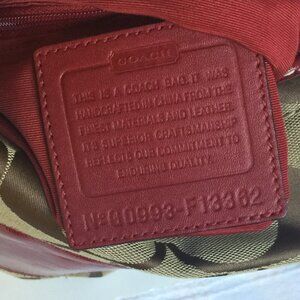 COACH
THIS IS A COACH BAG. IT WAS
HANDCRAFTED IN CHINA FROM THE
FINEST MATERIALS AND LEATHER.
ITS SUPERIOR CRAFTSMANSHIP
REFLECTS OUR COMMITMENT TO
ENDURING QUALITY.
Nº G0993-F13362